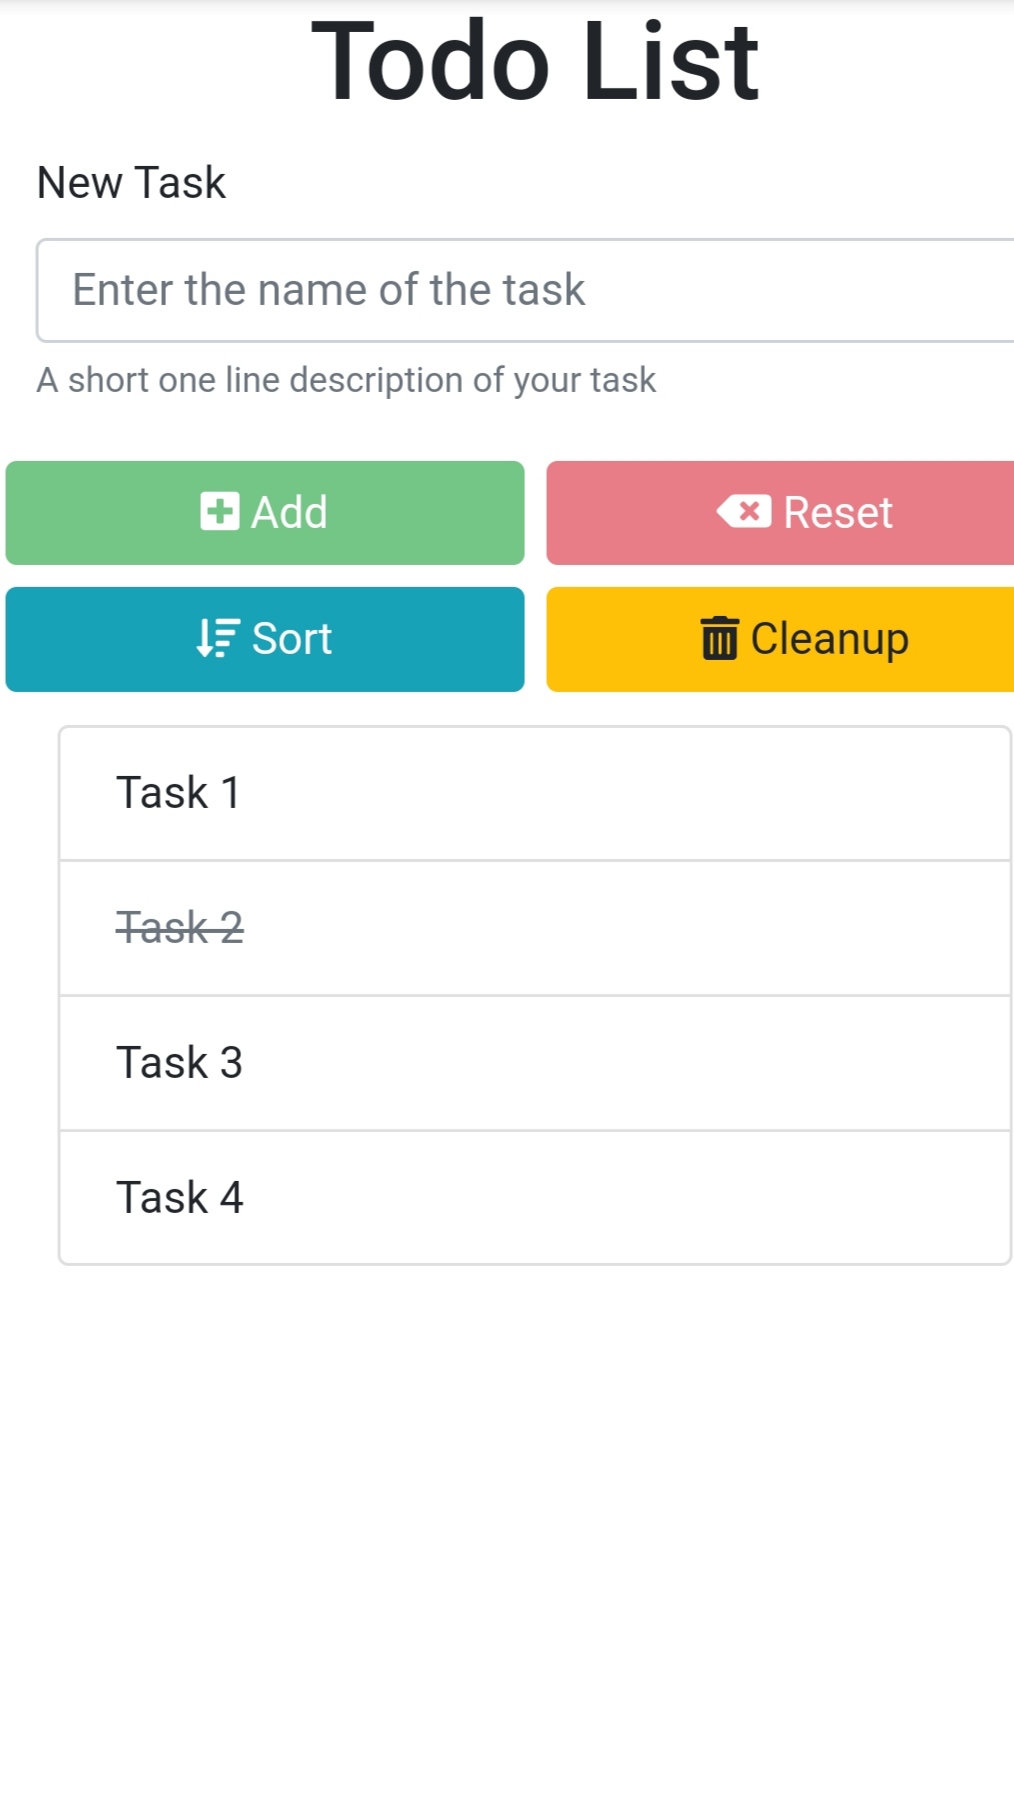 Todo List
New Task
Enter the name of the task
A short one line description of your task
Add
Reset
Sort
Cleanup
Task 1
Task 2
Task 3
Task 4